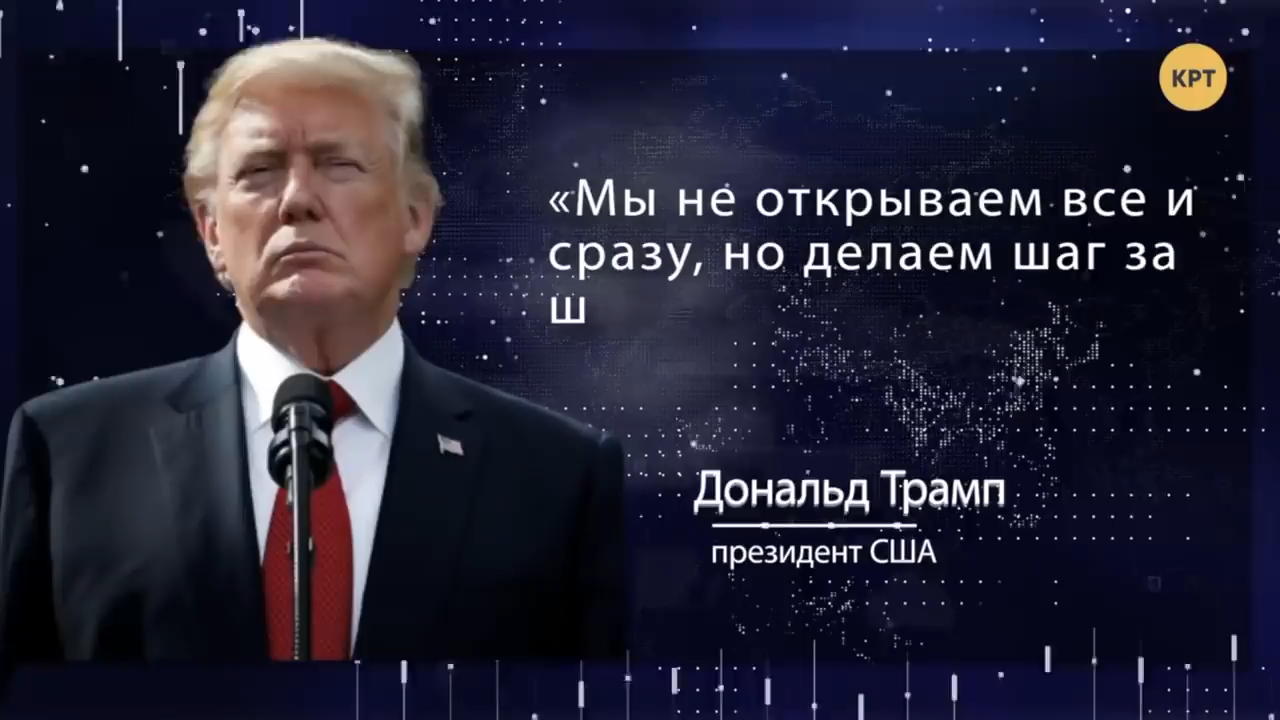 КРТ
«Мы не открываем все и
сразу, но делаем шаг за
ш
Дональд Трамп
президент США